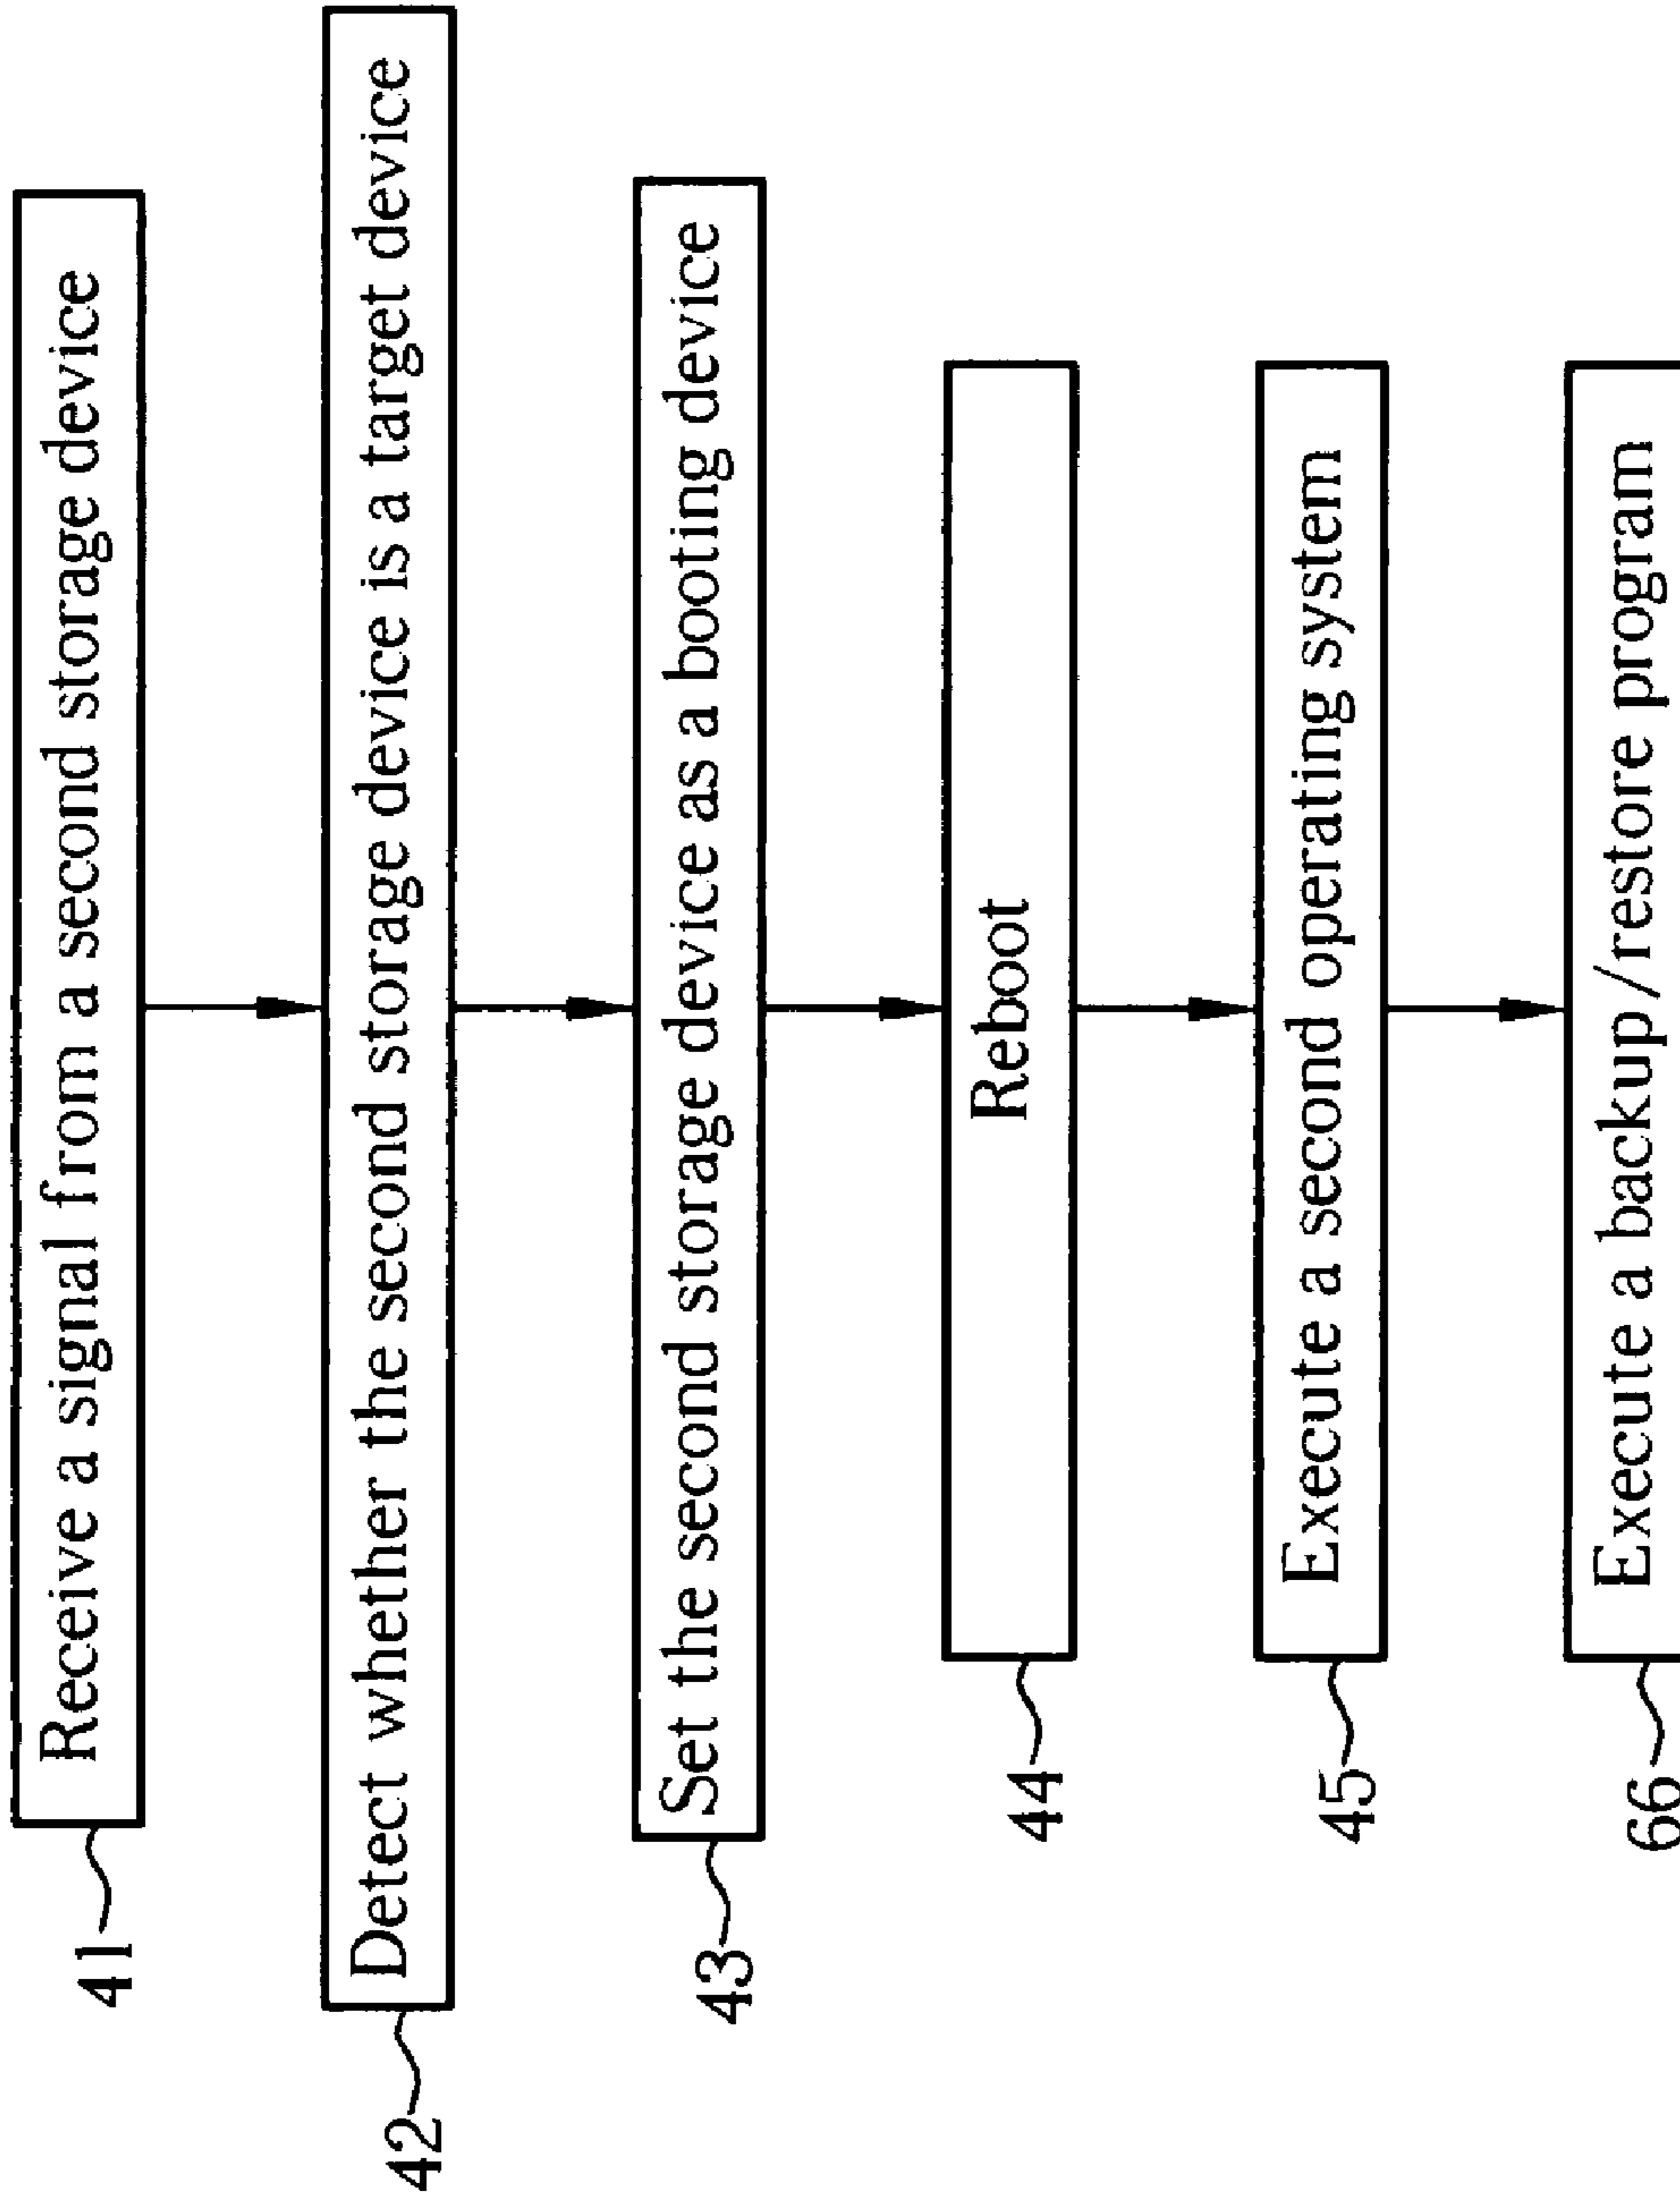 41
Receive a signal from a second storage device
42
Detect whether the second storage device is a target device
43
Set the second storage device as a booting device
44
Reboot
45
Execute a second operating system
66
Execute a backup/restore program